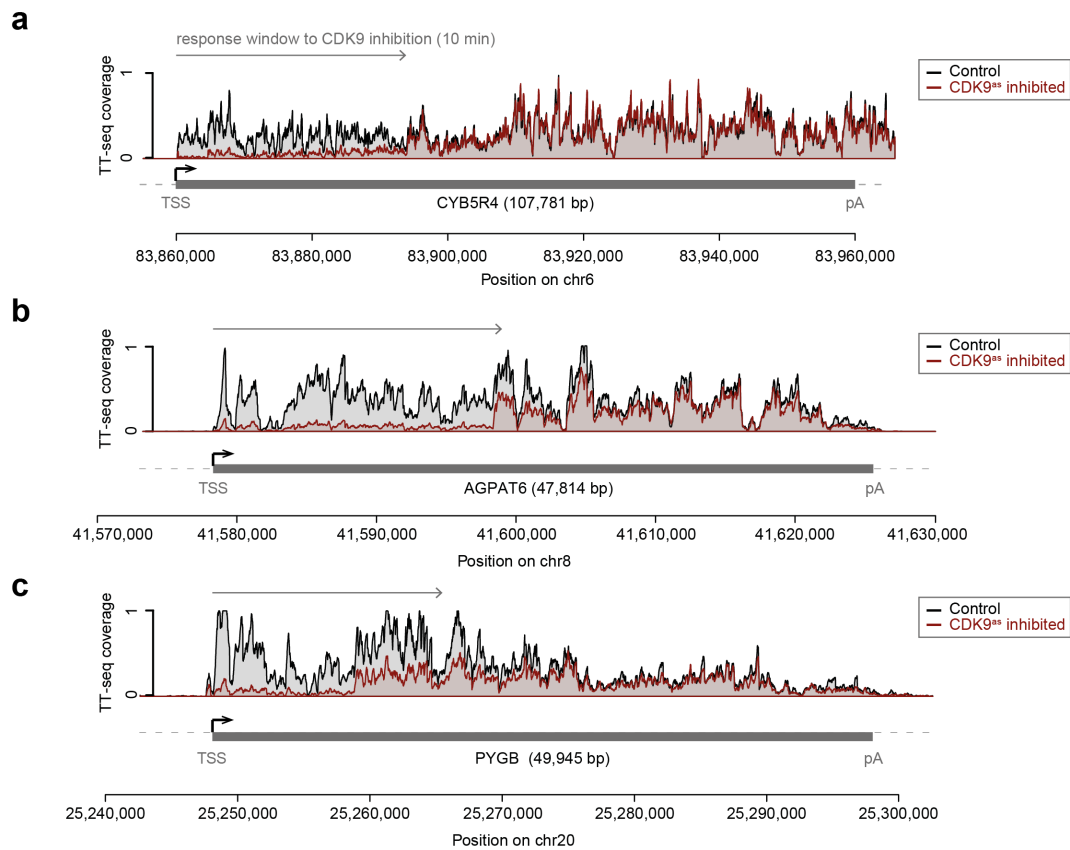 a
response window to CDK9 inhibition (10 min)
TT-seq coverage
1
0
Control
CDK9as inhibited
TSS
CYB5R4 (107,781 bp)
pA
83,860,000 83,880,000 83,900,000 83,920,000 83,940,000 83,960,000
Position on chr6
b
TT-seq coverage
1
0
Control
CDK9as inhibited
TSS
AGPAT6 (47,814 bp)
pA
41,570,000 41,580,000 41,590,000 41,600,000 41,610,000 41,620,000 41,630,000
Position on chr8
c
TT-seq coverage
1
0
Control
CDK9as inhibited
TSS
PYGB (49,945 bp)
pA
25,240,000 25,250,000 25,260,000 25,270,000 25,280,000 25,290,000 25,300,000
Position on chr20